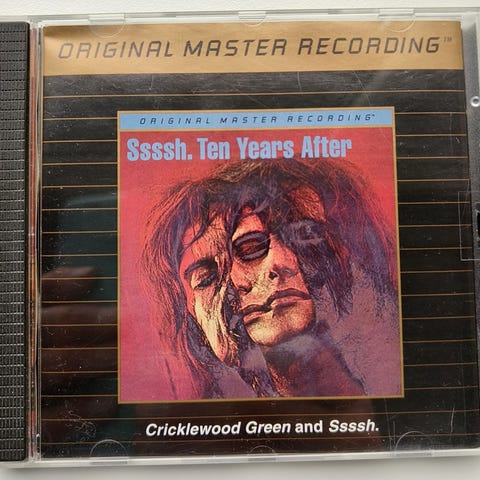 ORIGINAL MASTER RECORDING™
ORIGINAL MASTER RECORDING™
Ssssh. Ten Years After
Cricklewood Green and Ssssh.